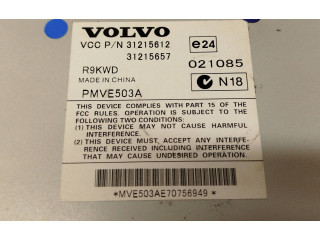 VOLVO
VCC P/N 31215612
31215657
e24
021085
R9KWD
MADE IN CHINA
N18
PMVE503A
THIS DEVICE COMPLIES WITH PART 15 OF THE
FCC RULES. OPERATION IS SUBJECT TO THE
FOLLOWING TWO CONDITIONS:
(1) THIS DEVICE MAY NOT CAUSE HARMFUL
INTERFERENCE.
(2) THIS DEVICE MUST ACCEPT ANY
INTERFERENCE RECEIVED, INCLUDING INTERFERENCE THAT
MAY CAUSE UNDESIRED OPERATION.
*MVE503AE70756949*